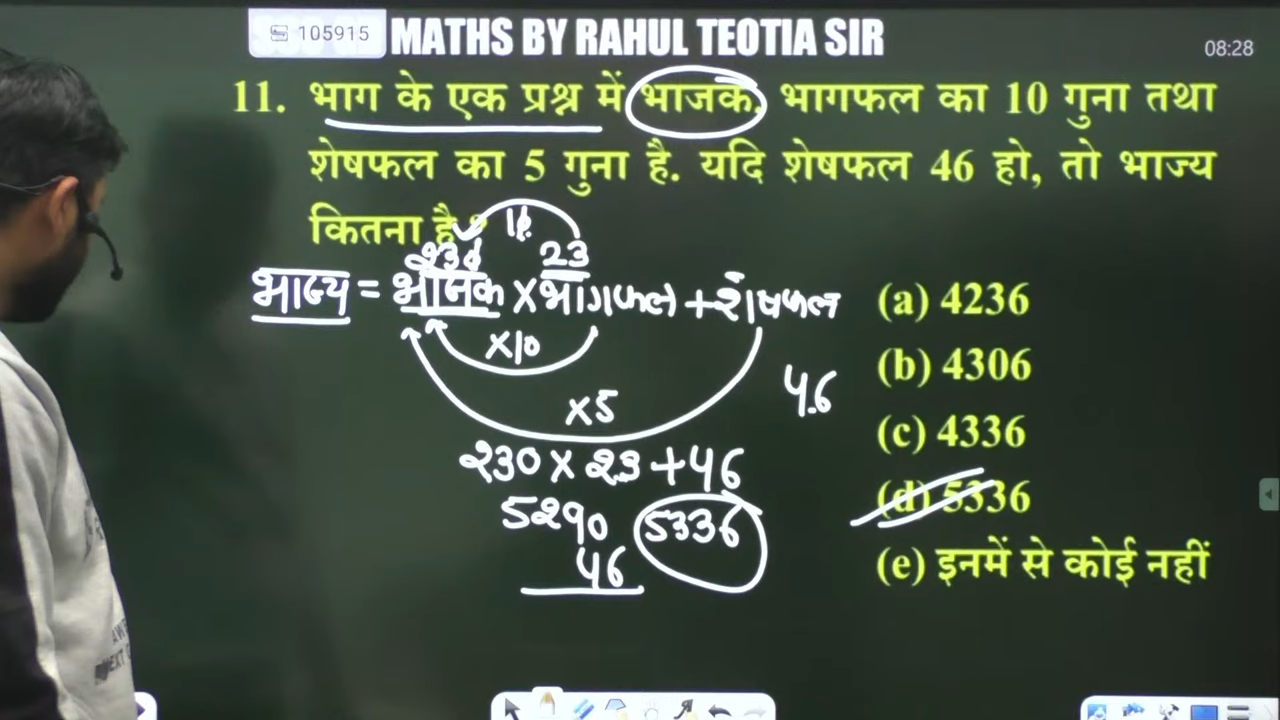 105915
MATHS BY RAHUL TEOTIA SIR
08:28
11. भाग के एक प्रश्न में भाजक, भागफल का 10 गुना तथा
शेषफल का 5 गुना है. यदि शेषफल 46 हो, तो भाज्य
कितना है?
23
भाज्य = भाजक × भागफल + शेषफल
×10
46
×5
230 × 23 + 46
5290 5336
46
(a) 4236
(b) 4306
(c) 4336
(d) 5336
(e) इनमें से कोई नहीं